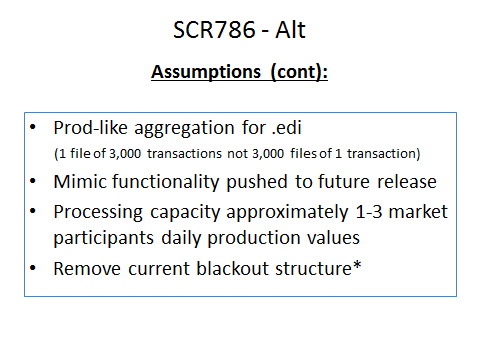 SCR786 - Alt
Assumptions (cont):
• Prod-like aggregation for .edi
(1 file of 3,000 transactions not 3,000 files of 1 transaction)
• Mimic functionality pushed to future release
• Processing capacity approximately 1-3 market
participants daily production values
• Remove current blackout structure*